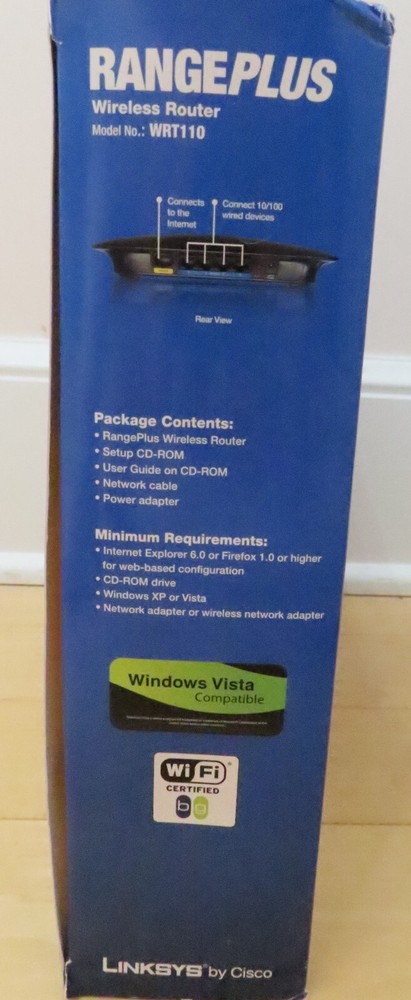 RANGEPLUS
Wireless Router
Model No.: WRT110
Connects
to the
Internet
Connect 10/100
wired devices
Rear View
Package Contents:
• RangePlus Wireless Router
• Setup CD-ROM
• User Guide on CD-ROM
• Network cable
• Power adapter
Minimum Requirements:
• Internet Explorer 6.0 or Firefox 1.0 or higher
for web-based configuration
• CD-ROM drive
• Windows XP or Vista
• Network adapter or wireless network adapter
Windows Vista
Compatible
Wi Fi
CERTIFIED
b g
LINKSYS® by Cisco